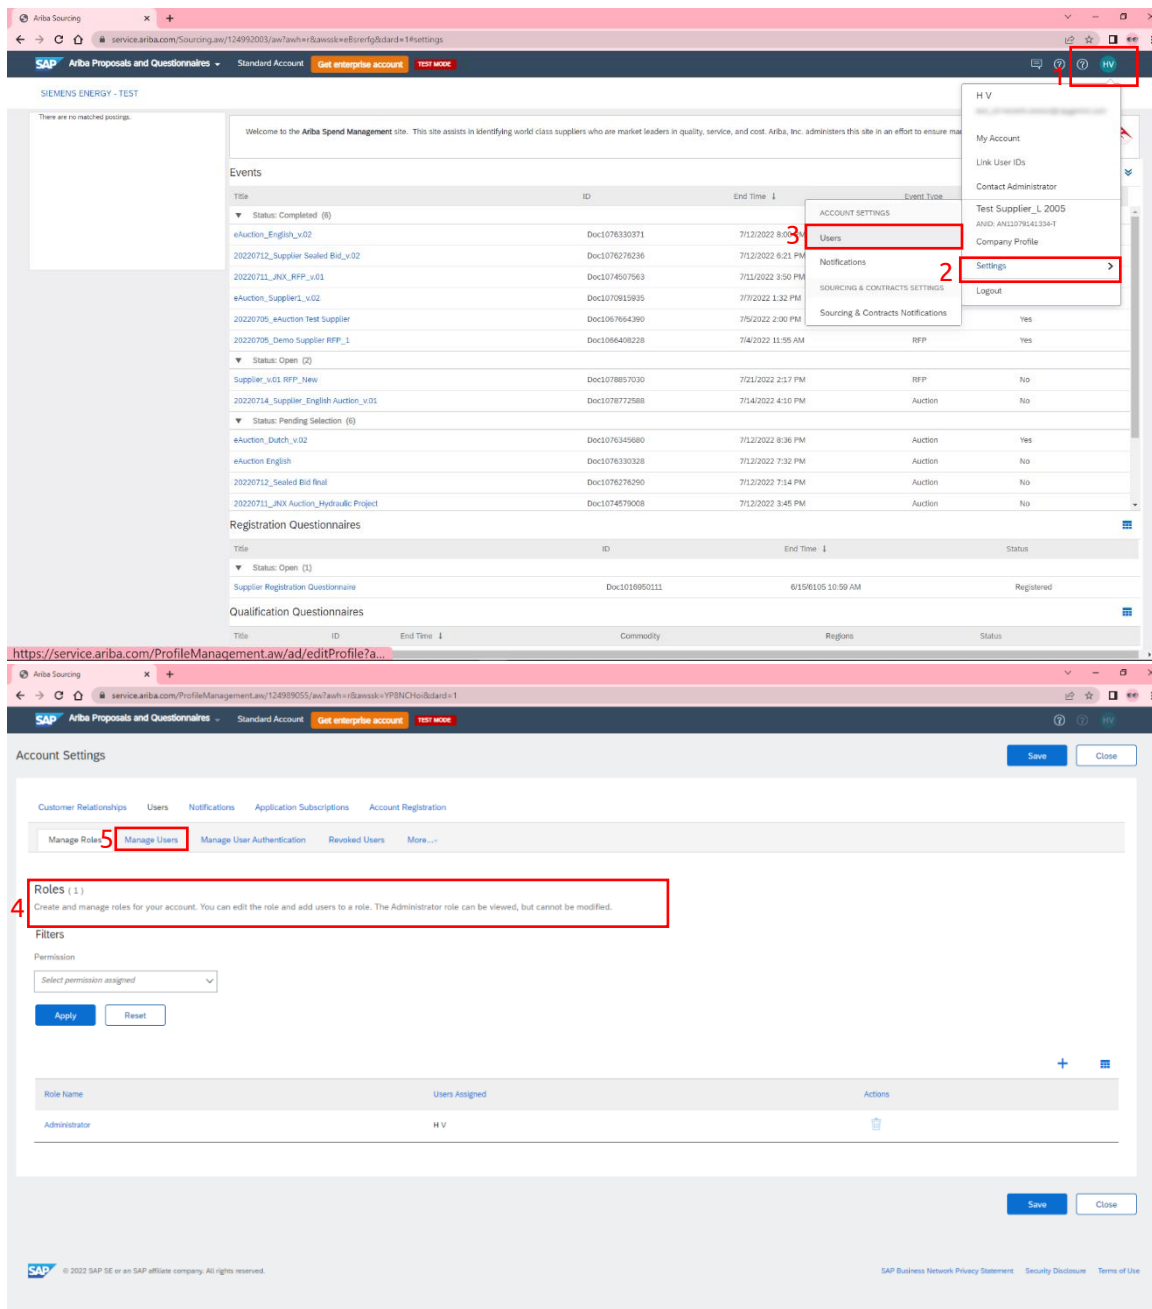 Ariba Sourcing
service.ariba.com/Sourcing.aw/124992003/aw?awh=r&awssk=eBsrerfg&dard=1#settings
SAP Ariba Proposals and Questionnaires Standard Account Get enterprise account TEST MODE HV
1
SIEMENS ENERGY - TEST
There are no matched postings.
Welcome to the Ariba Spend Management site. This site assists in identifying world class suppliers who are market leaders in quality, service, and cost. Ariba, Inc. administers this site in an effort to ensure
H V
My Account
Link User IDs
Contact Administrator
Test Supplier_L 2005
ANID: AN11079141334-T
Company Profile
2 Settings
Logout
ACCOUNT SETTINGS
3 Users
Notifications
SOURCING & CONTRACTS SETTINGS
Sourcing & Contracts Notifications
Events
Title ID End Time ↓ Event Type
▼ Status: Completed (6)
eAuction_English_v.02 Doc1076330371 7/12/2022 8:00 PM
20220712_Supplier Sealed Bid_v.02 Doc1076276236 7/12/2022 6:21 PM
20220711_JNX_RFP_v.01 Doc1074507563 7/11/2022 3:50 PM
eAuction_Supplier1_v.02 Doc1070915935 7/7/2022 1:32 PM
20220705_eAuction Test Supplier Doc1067664390 7/5/2022 2:00 PM Yes
20220705_Demo Supplier RFP_1 Doc1066408228 7/4/2022 11:55 AM RFP Yes
▼ Status: Open (2)
Supplier_v.01 RFP_New Doc1078857030 7/21/2022 2:17 PM RFP No
20220714_Supplier_English Auction_v.01 Doc1078772588 7/14/2022 4:10 PM Auction No
▼ Status: Pending Selection (6)
eAuction_Dutch_v.02 Doc1076345680 7/12/2022 8:36 PM Auction Yes
eAuction English Doc1076330328 7/12/2022 7:32 PM Auction No
20220712_Sealed Bid final Doc1076276290 7/12/2022 7:14 PM Auction No
20220711_JNX Auction_Hydraulic Project Doc1074579008 7/12/2022 3:45 PM Auction No
Registration Questionnaires
Title ID End Time ↓ Status
▼ Status: Open (1)
Supplier Registration Questionnaire Doc1016950111 6/15/6105 10:59 AM Registered
Qualification Questionnaires
Title ID End Time ↓ Commodity Regions Status
https://service.ariba.com/ProfileManagement.aw/ad/editProfile?a...
Ariba Sourcing
service.ariba.com/ProfileManagement.aw/124989055/aw?awh=r&awssk=YP8NCHoi&dard=1
SAP Ariba Proposals and Questionnaires Standard Account Get enterprise account TEST MODE HV
Account Settings Save Close
Customer Relationships Users Notifications Application Subscriptions Account Registration
Manage Roles 5 Manage Users Manage User Authentication Revoked Users More...
Roles (1)
4 Create and manage roles for your account. You can edit the role and add users to a role. The Administrator role can be viewed, but cannot be modified.
Filters
Permission
Select permission assigned
Apply Reset
Role Name Users Assigned Actions
Administrator H V
Save Close
SAP © 2022 SAP SE or an SAP affiliate company. All rights reserved. SAP Business Network Privacy Statement Security Disclosure Terms of Use